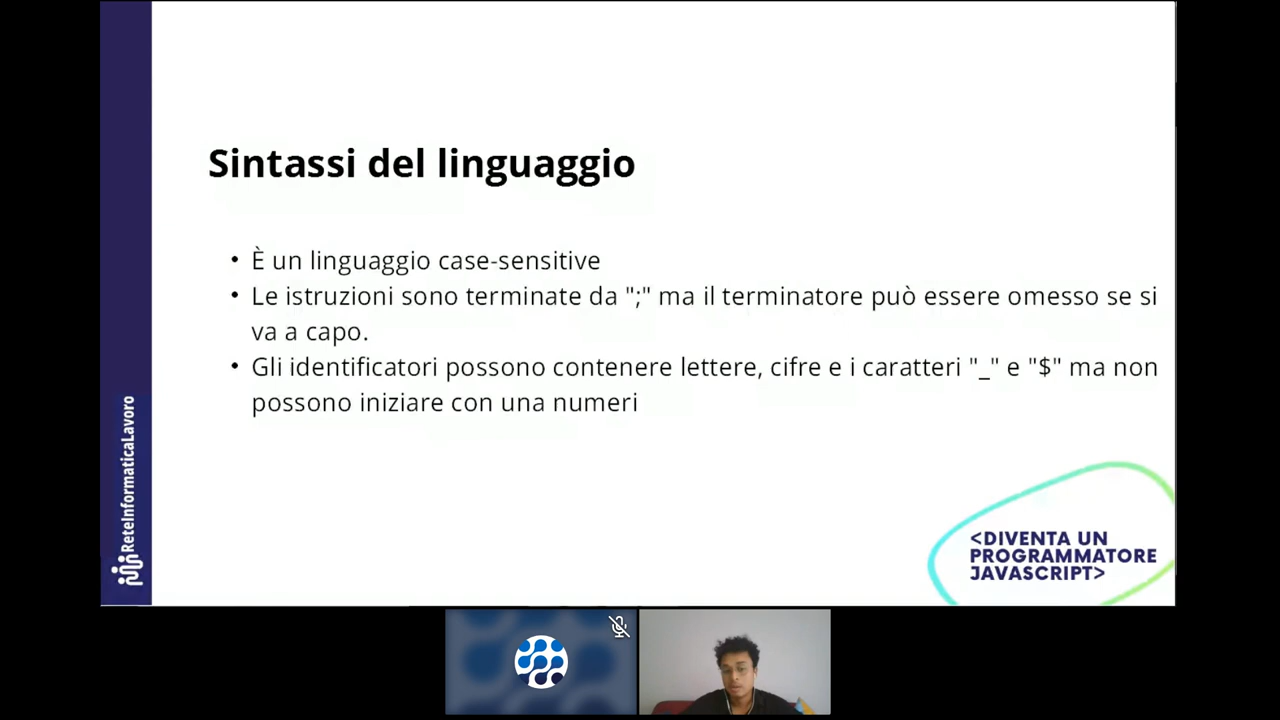 Sintassi del linguaggio
• È un linguaggio case-sensitive
• Le istruzioni sono terminate da ";" ma il terminatore può essere omesso se si
va a capo.
• Gli identificatori possono contenere lettere, cifre e i caratteri "_" e "$" ma non
possono iniziare con una numeri
ReteInformaticaLavoro
<DIVENTA UN
PROGRAMMATORE
JAVASCRIPT>